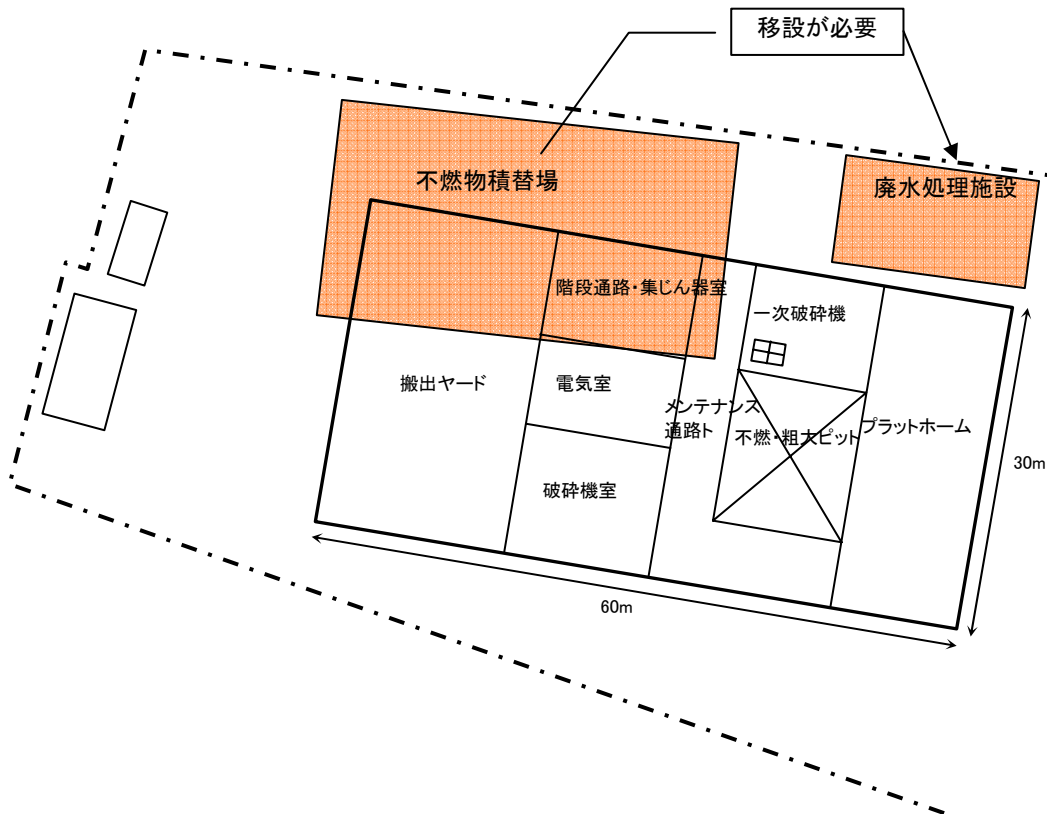 移設が必要
不燃物積替場
廃水処理施設
階段通路・集じん器室
一次破砕機
搬出ヤード
電気室
メンテナンス
通路ト
不燃・粗大ピット
プラットホーム
破砕機室
30m
60m